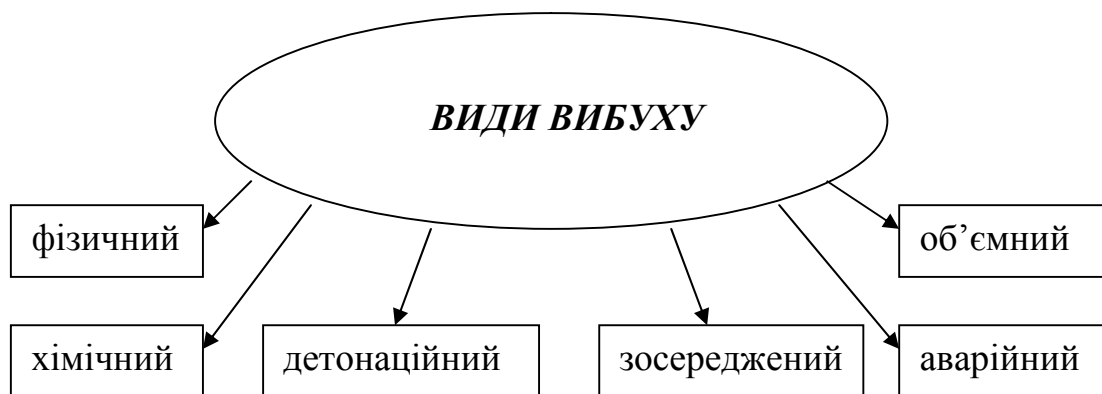 ВИДИ ВИБУХУ
фізичний
об’ємний
хімічний
детонаційний
зосереджений
аварійний